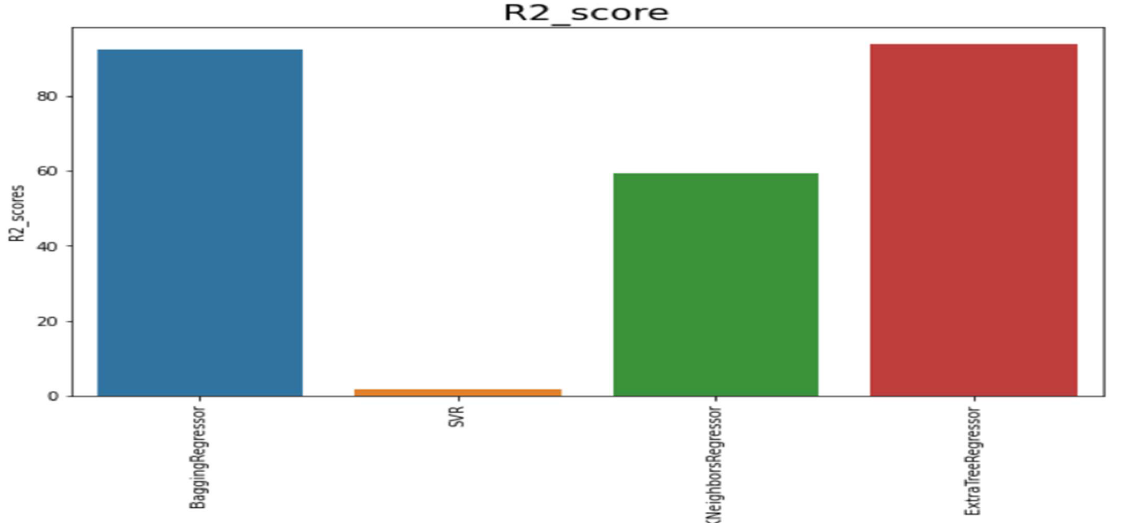 R2_score
R2_scores
80
60
40
20
0
BaggingRegressor
SVR
KNeighborsRegressor
ExtraTreeRegressor